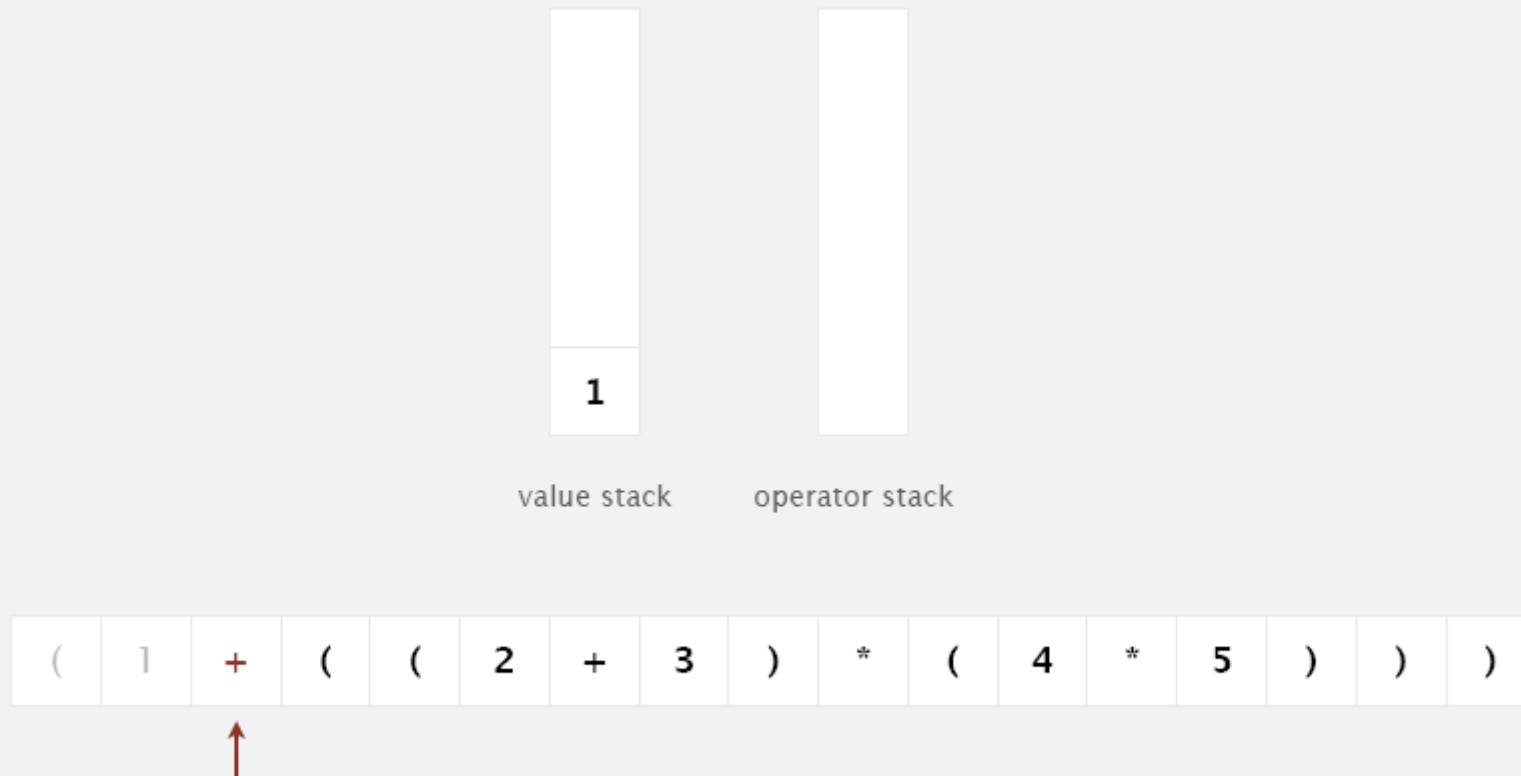 1
value stack operator stack
( 1 + ( ( 2 + 3 ) * ( 4 * 5 ) ) )